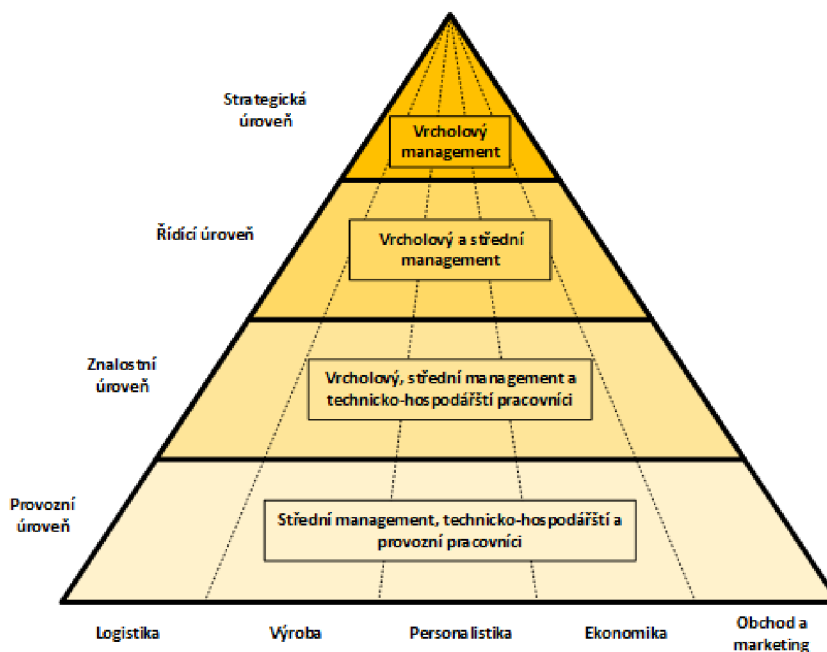 Strategická
úroveň
Vrcholový
management
Řídící úroveň
Vrcholový a střední
management
Znalostní
úroveň
Vrcholový, střední management a
technicko-hospodářští pracovníci
Provozní
úroveň
Střední management, technicko-hospodářští a
provozní pracovníci
Logistika
Výroba
Personalistika
Ekonomika
Obchod a
marketing